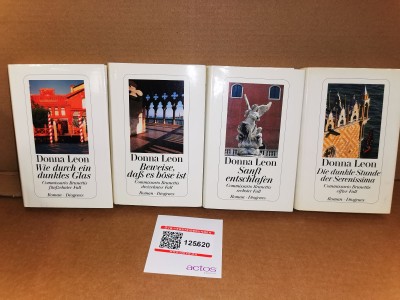 Donna Leon
Wie durch ein
dunkles Glas
Commissario Brunettis
fünfzehnter Fall
Roman · Diogenes
Donna Leon
Beweise,
daß es böse ist
Commissario Brunettis
dreizehnter Fall
Roman · Diogenes
Donna Leon
Sanft
entschlafen
Commissario Brunettis
sechster Fall
Roman · Diogenes
Donna Leon
Die dunkle Stunde
der Serenissima
Commissario Brunettis
elfter Fall
Roman · Diogenes
125620
actos